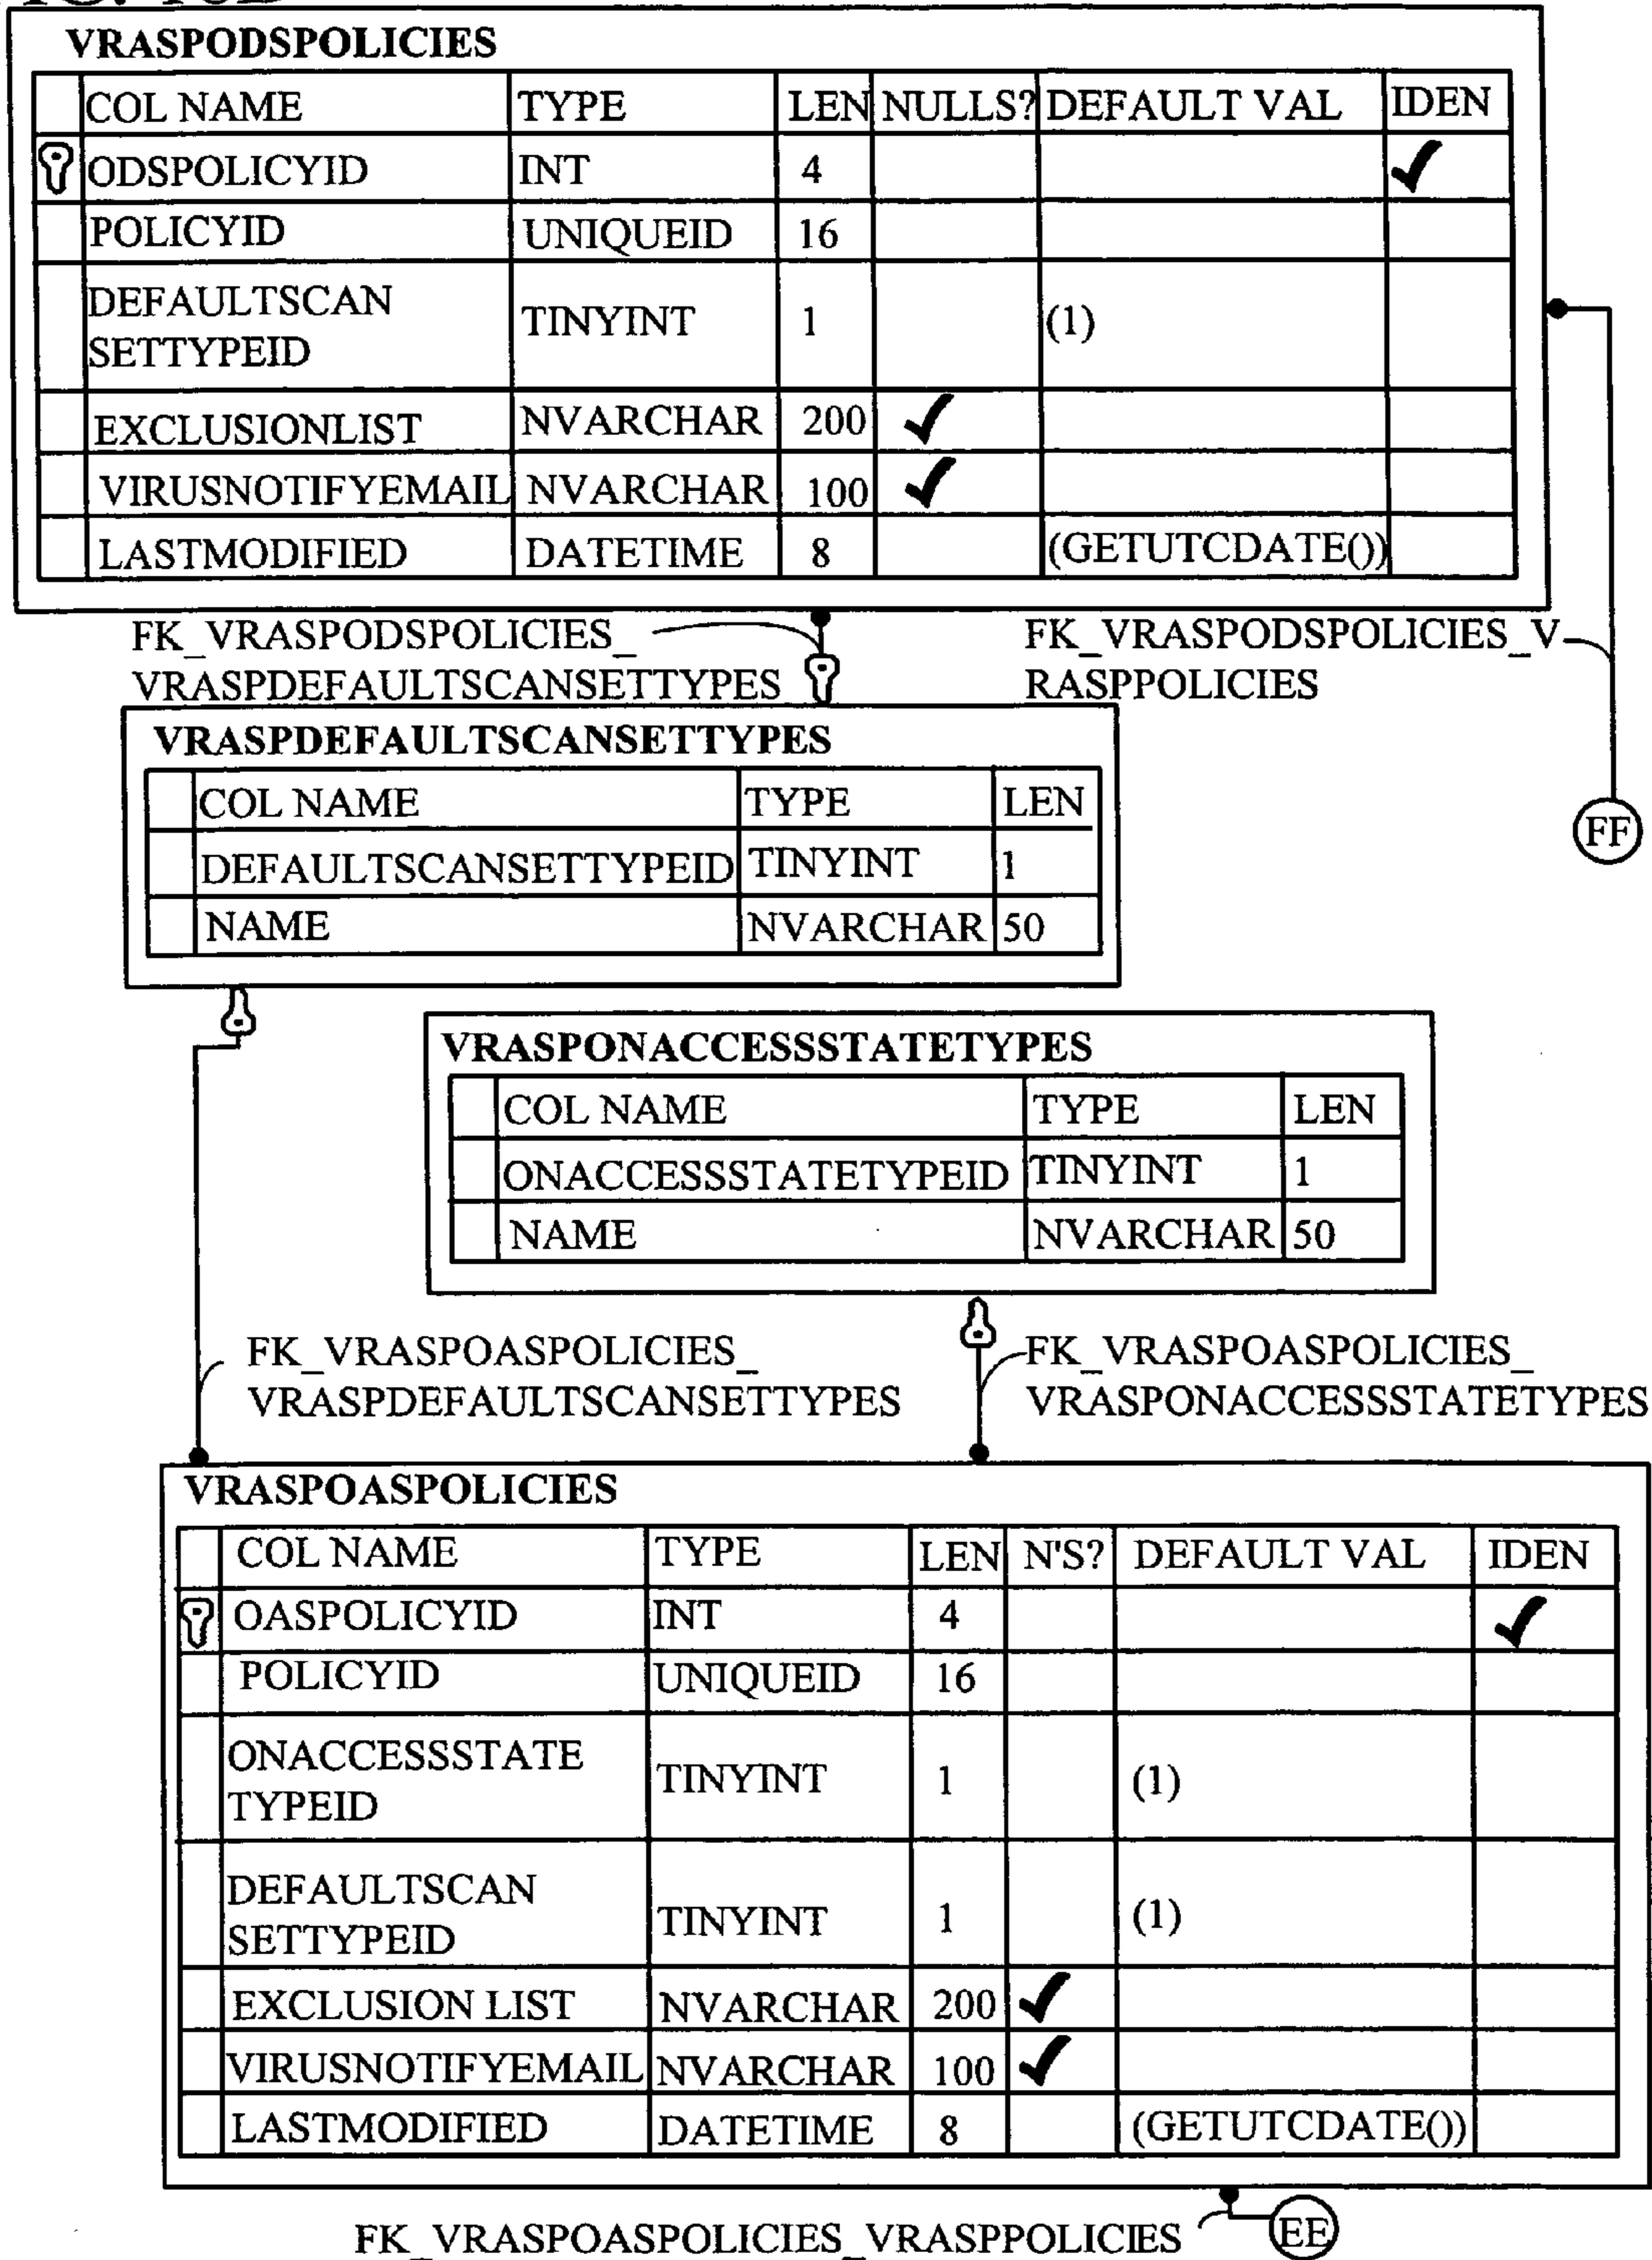 VRASPODSPOLICIES
COL NAME TYPE LEN NULLS? DEFAULT VAL IDEN
ODSPOLICYID INT 4
POLICYID UNIQUEID 16
DEFAULTSCAN
SETTYPEID TINYINT 1 (1)
EXCLUSIONLIST NVARCHAR 200
VIRUSNOTIFYEMAIL NVARCHAR 100
LASTMODIFIED DATETIME 8 (GETUTCDATE())
FK_VRASPODSPOLICIES_
VRASPDEFAULTSCANSETTYPES
FK_VRASPODSPOLICIES_V
RASPPOLICIES
VRASPDEFAULTSCANSETTYPES
COL NAME TYPE LEN
DEFAULTSCANSETTYPEID TINYINT 1
NAME NVARCHAR 50
FF
VRASPONACCESSSTATETYPES
COL NAME TYPE LEN
ONACCESSSTATETYPEID TINYINT 1
NAME NVARCHAR 50
FK_VRASPOASPOLICIES_
VRASPDEFAULTSCANSETTYPES
FK_VRASPOASPOLICIES_
VRASPONACCESSSTATETYPES
VRASPOASPOLICIES
COL NAME TYPE LEN N'S? DEFAULT VAL IDEN
OASPOLICYID INT 4
POLICYID UNIQUEID 16
ONACCESSSTATE
TYPEID TINYINT 1 (1)
DEFAULTSCAN
SETTYPEID TINYINT 1 (1)
EXCLUSION LIST NVARCHAR 200
VIRUSNOTIFYEMAIL NVARCHAR 100
LASTMODIFIED DATETIME 8 (GETUTCDATE())
FK_VRASPOASPOLICIES_VRASPPOLICIES
EE